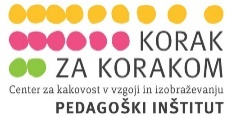 KORAK
ZA KORAKOM
Center za kakovost v vzgoji in izobraževanju
PEDAGOŠKI INŠTITUT